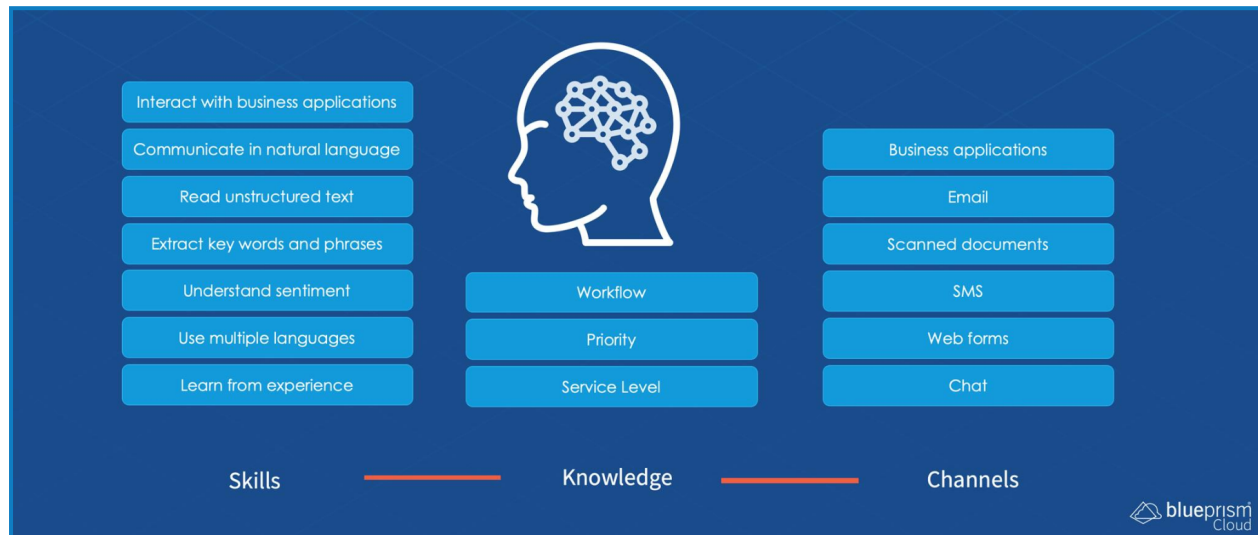 Interact with business applications
Communicate in natural language
Read unstructured text
Extract key words and phrases
Understand sentiment
Use multiple languages
Learn from experience
Skills
Workflow
Priority
Service Level
Knowledge
Business applications
Email
Scanned documents
SMS
Web forms
Chat
Channels
blueprism®
Cloud